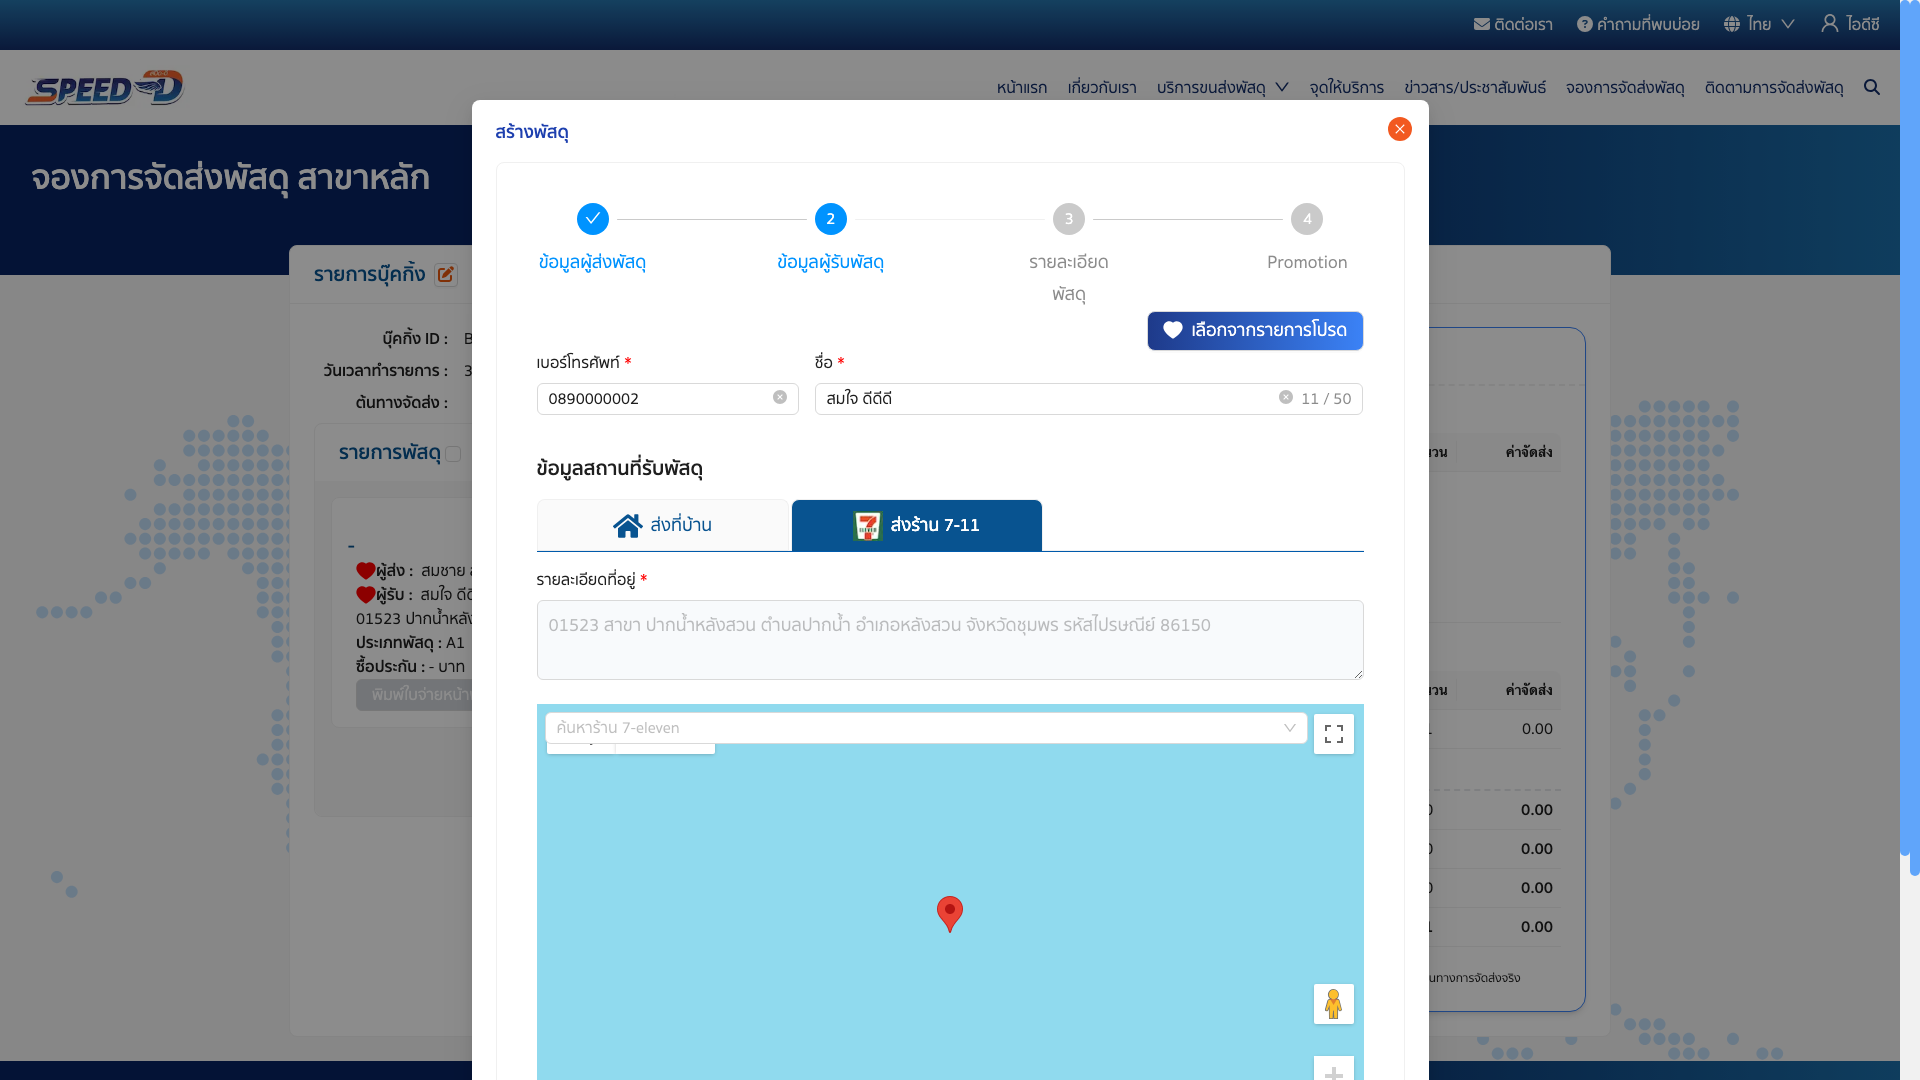 ติดต่อเรา คำถามที่พบบ่อย ไทย ไอดีซี
SPEED-D
หน้าแรก เกี่ยวกับเรา บริการขนส่งพัสดุ จุดให้บริการ ข่าวสาร/ประชาสัมพันธ์ จองการจัดส่งพัสดุ ติดตามการจัดส่งพัสดุ
จองการจัดส่งพัสดุ สาขาหลัก
สร้างพัสดุ
2 3 4
ข้อมูลผู้ส่งพัสดุ ข้อมูลผู้รับพัสดุ รายละเอียด Promotion
พัสดุ
เลือกจากรายการโปรด
เบอร์โทรศัพท์ * ชื่อ *
0890000002 สมใจ ดีดีดี 11 / 50
ข้อมูลสถานที่รับพัสดุ
ส่งที่บ้าน ส่งร้าน 7-11
รายละเอียดที่อยู่ *
01523 สาขา ปากน้ำหลังสวน ตำบลปากน้ำ อำเภอหลังสวน จังหวัดชุมพร รหัสไปรษณีย์ 86150
ค้นหาร้าน 7-eleven
รายการบุ๊คกิ้ง
บุ๊คกิ้ง ID : B
วันเวลาทำรายการ : 3
ต้นทางจัดส่ง :
รายการพัสดุ
-
ผู้ส่ง : สมชาย
ผู้รับ : สมใจ ดีดี
01523 ปากน้ำหลัง
ประเภทพัสดุ : A1
ซื้อประกัน : - บาท
พิมพ์ใบจ่ายหน้า
ค่าจัดส่ง
ค่าจัดส่ง
0.00
0.00
0.00
0.00
0.00
นทางการจัดส่งจริง